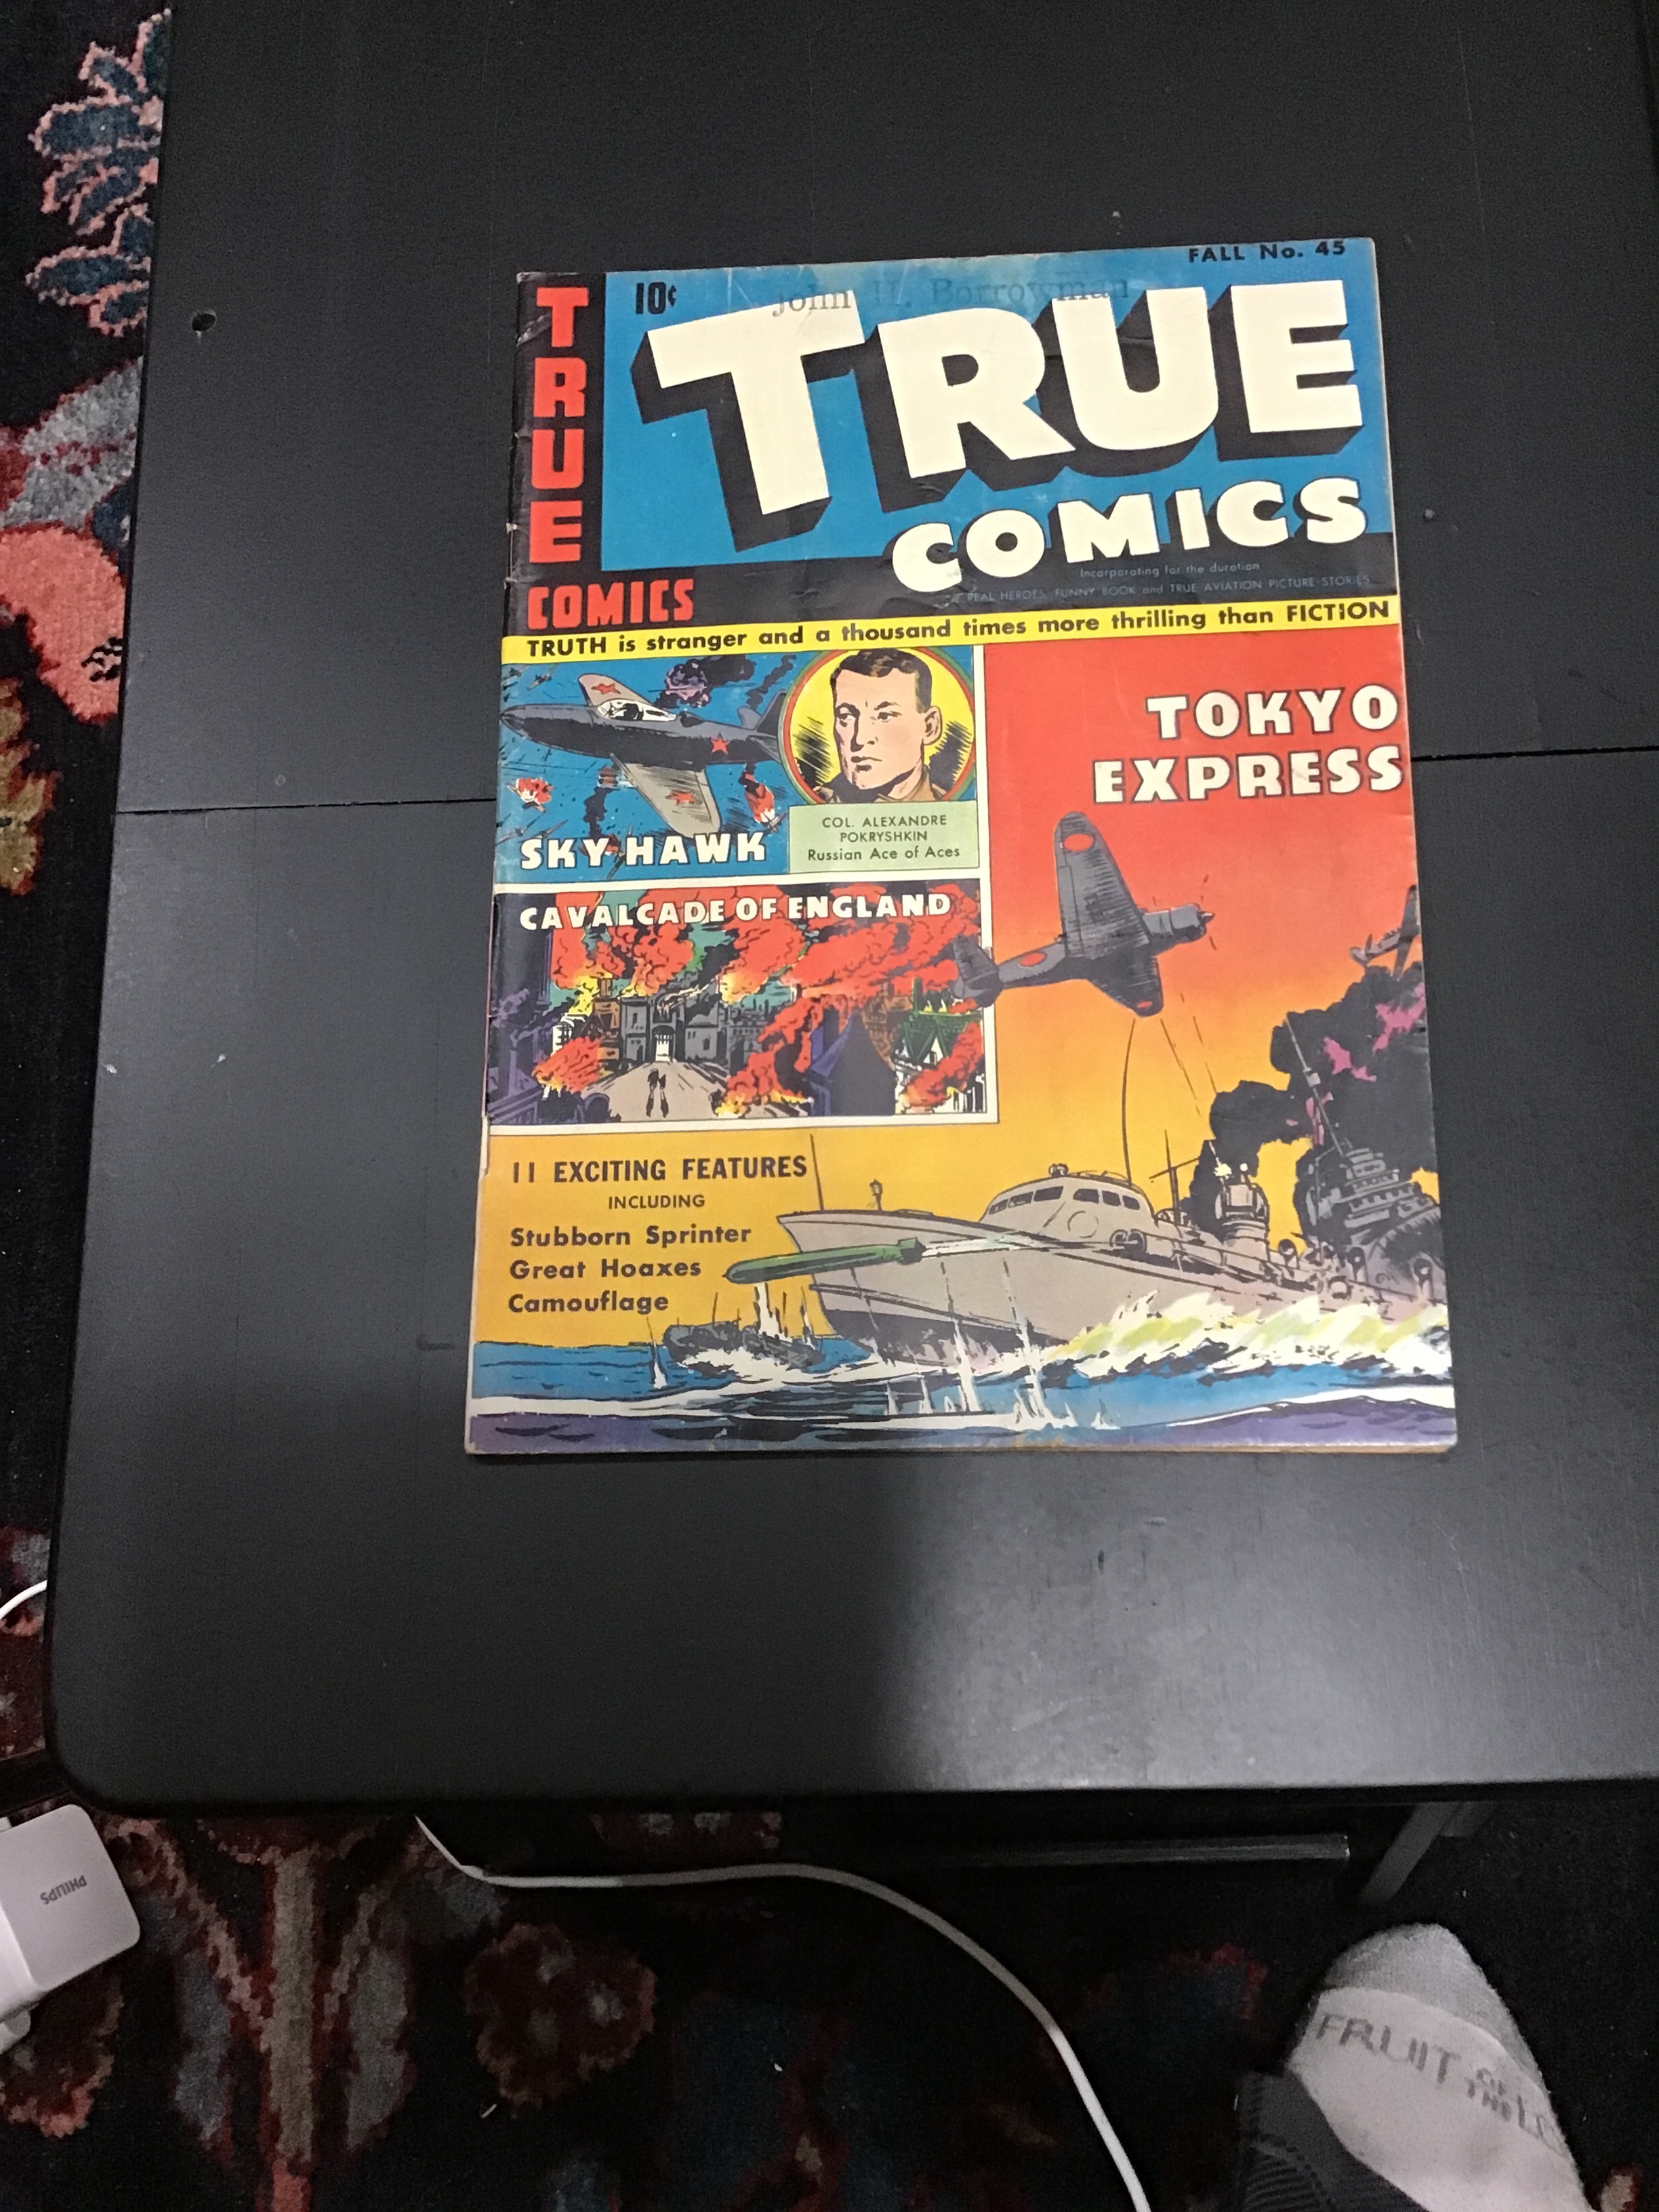 FALL No. 45
10¢
John H. Borrowman
TRUE
COMICS
TRUE
COMICS
Incorporating for the duration
REAL HEROES, FUNNY BOOK and TRUE AVIATION PICTURE-STORIES
TRUTH is stranger and a thousand times more thrilling than FICTION
SKY HAWK
COL. ALEXANDRE
POKRYSHKIN
Russian Ace of Aces
TOKYO
EXPRESS
CAVALCADE OF ENGLAND
11 EXCITING FEATURES
INCLUDING
Stubborn Sprinter
Great Hoaxes
Camouflage
PHILIPS
FRUIT
OF
THE